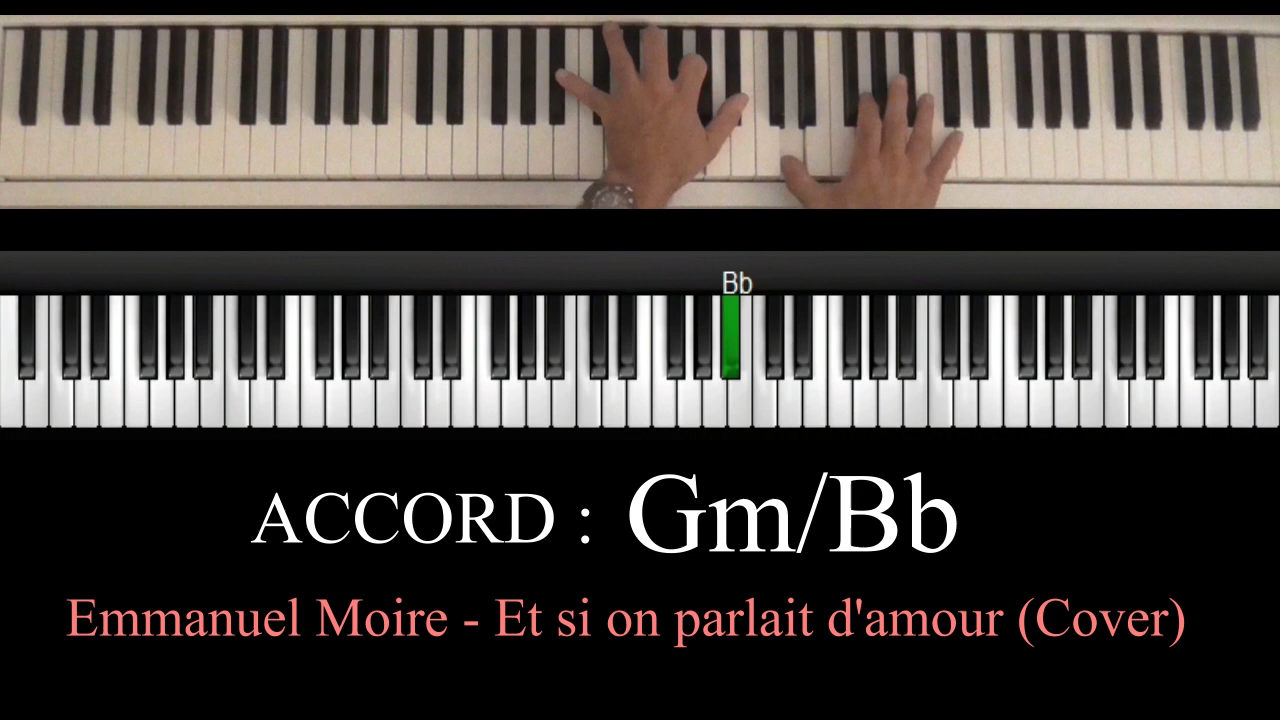 Bb
ACCORD : Gm/Bb
Emmanuel Moire - Et si on parlait d'amour (Cover)